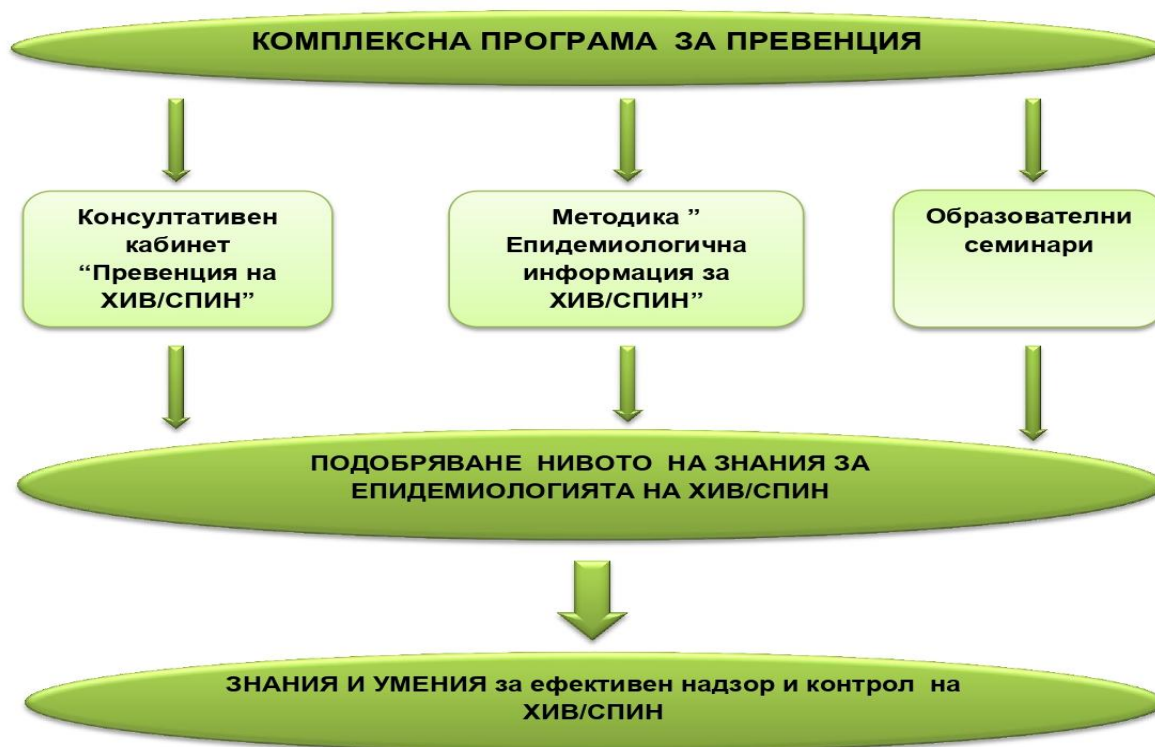 КОМПЛЕКСНА ПРОГРАМА ЗА ПРЕВЕНЦИЯ
Консултативен
кабинет
“Превенция на
ХИВ/СПИН”
Методика ”
Епидемиологична
информация за
ХИВ/СПИН”
Образователни
семинари
ПОДОБРЯВАНЕ НИВОТО НА ЗНАНИЯ ЗА
ЕПИДЕМИОЛОГИЯТА НА ХИВ/СПИН
ЗНАНИЯ И УМЕНИЯ за ефективен надзор и контрол на
ХИВ/СПИН